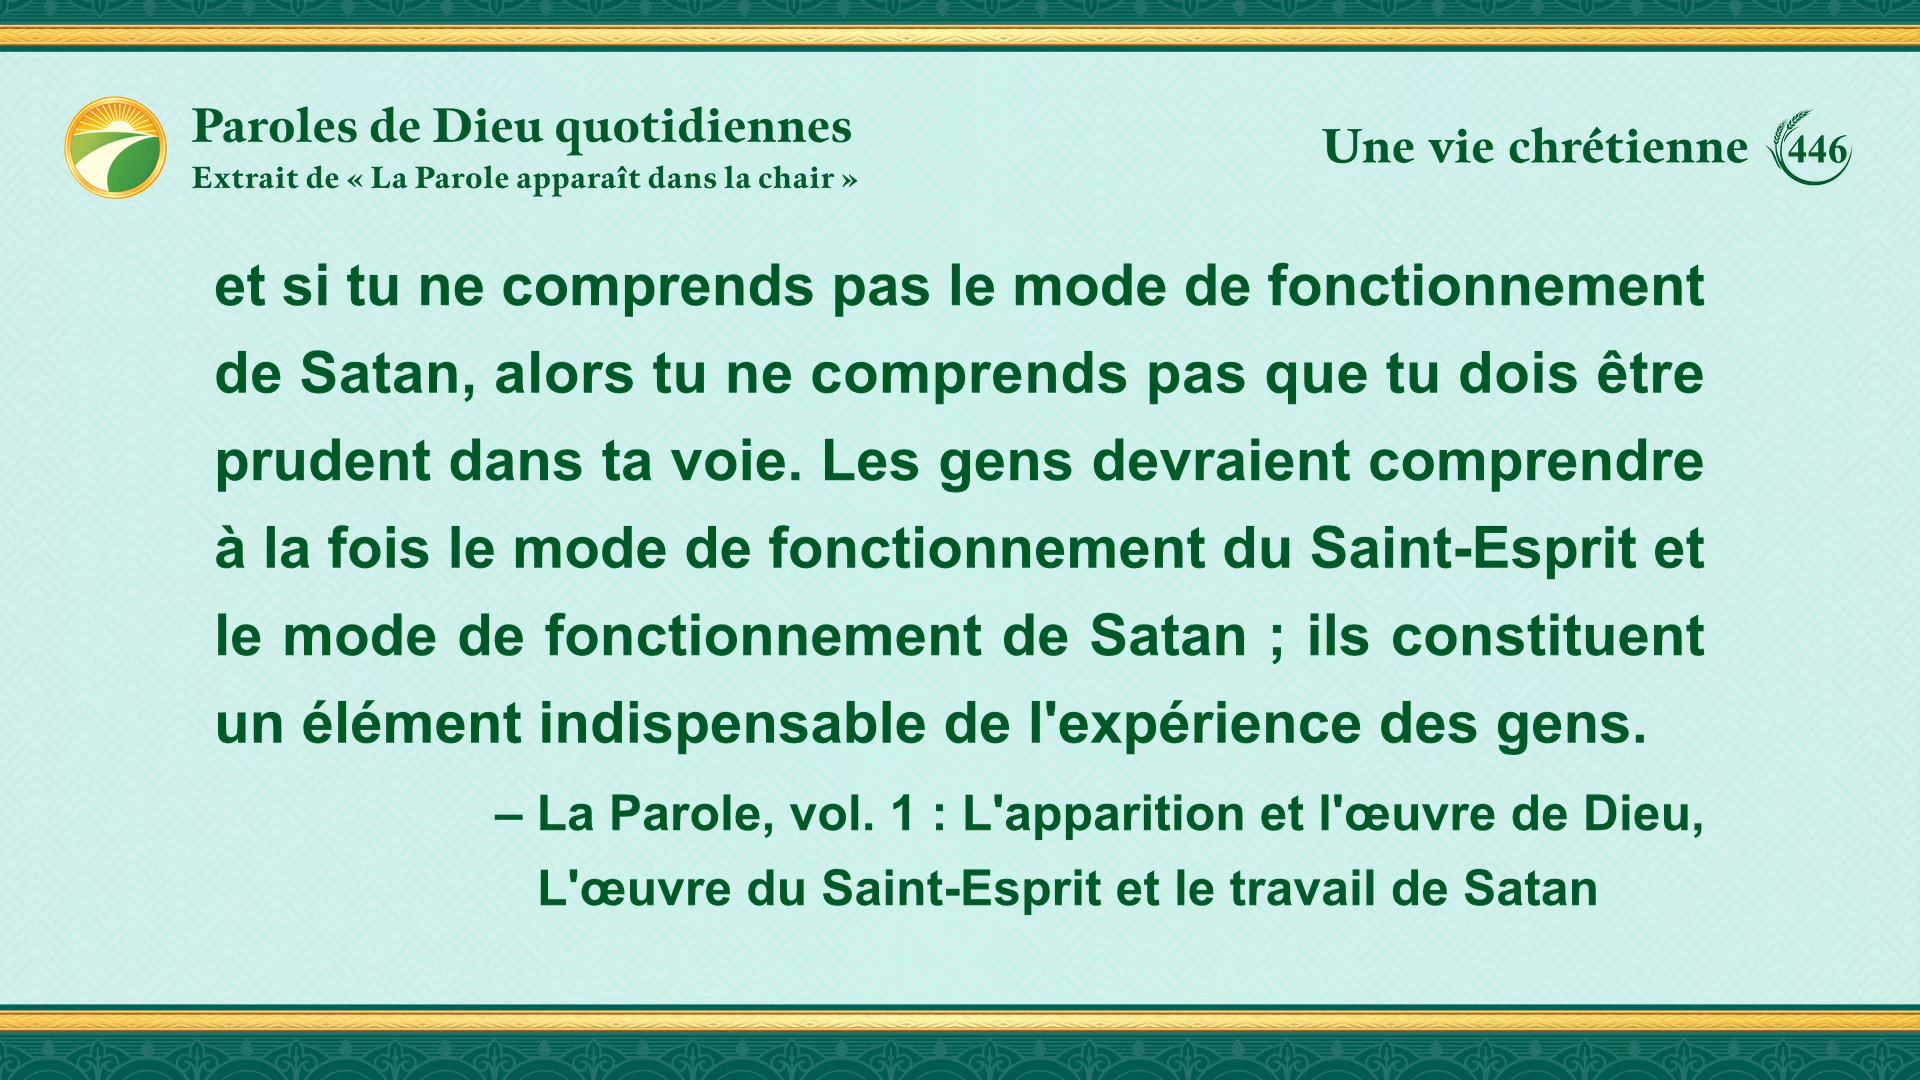 Paroles de Dieu quotidiennes
Extrait de « La Parole apparaît dans la chair »
Une vie chrétienne 446
et si tu ne comprends pas le mode de fonctionnement
de Satan, alors tu ne comprends pas que tu dois être
prudent dans ta voie. Les gens devraient comprendre
à la fois le mode de fonctionnement du Saint-Esprit et
le mode de fonctionnement de Satan ; ils constituent
un élément indispensable de l'expérience des gens.
– La Parole, vol. 1 : L'apparition et l'œuvre de Dieu,
L'œuvre du Saint-Esprit et le travail de Satan